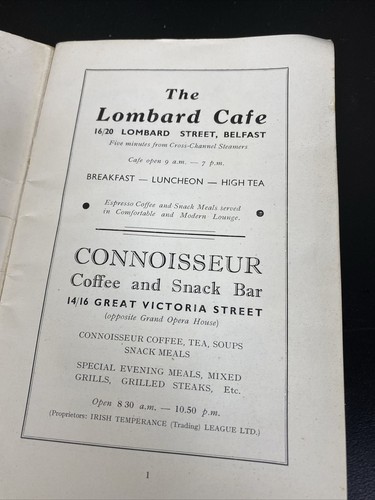 The
Lombard Cafe
16/20 LOMBARD STREET, BELFAST
Five minutes from Cross-Channel Steamers
Cafe open 9 a.m. — 7 p.m.
BREAKFAST — LUNCHEON — HIGH TEA
Espresso Coffee and Snack Meals served
in Comfortable and Modern Lounge.
CONNOISSEUR
Coffee and Snack Bar
14/16 GREAT VICTORIA STREET
(opposite Grand Opera House)
CONNOISSEUR COFFEE, TEA, SOUPS
SNACK MEALS
SPECIAL EVENING MEALS, MIXED
GRILLS, GRILLED STEAKS, Etc.
Open 8 30 a.m. — 10.50 p.m.
(Proprietors: IRISH TEMPERANCE (Trading) LEAGUE LTD.)
1